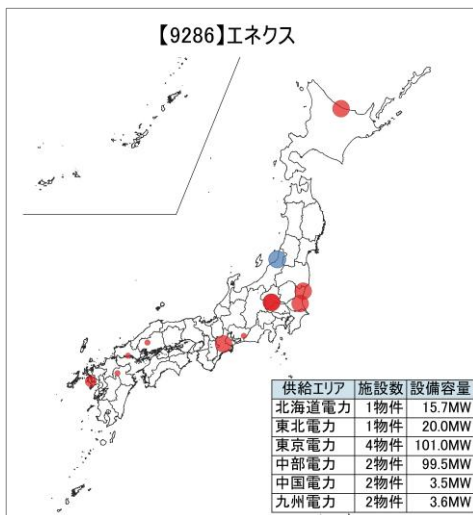 【9286】エネクス
供給エリア 施設数 設備容量
北海道電力 1物件 15.7MW
東北電力 1物件 20.0MW
東京電力 4物件 101.0MW
中部電力 2物件 99.5MW
中国電力 2物件 3.5MW
九州電力 2物件 3.6MW